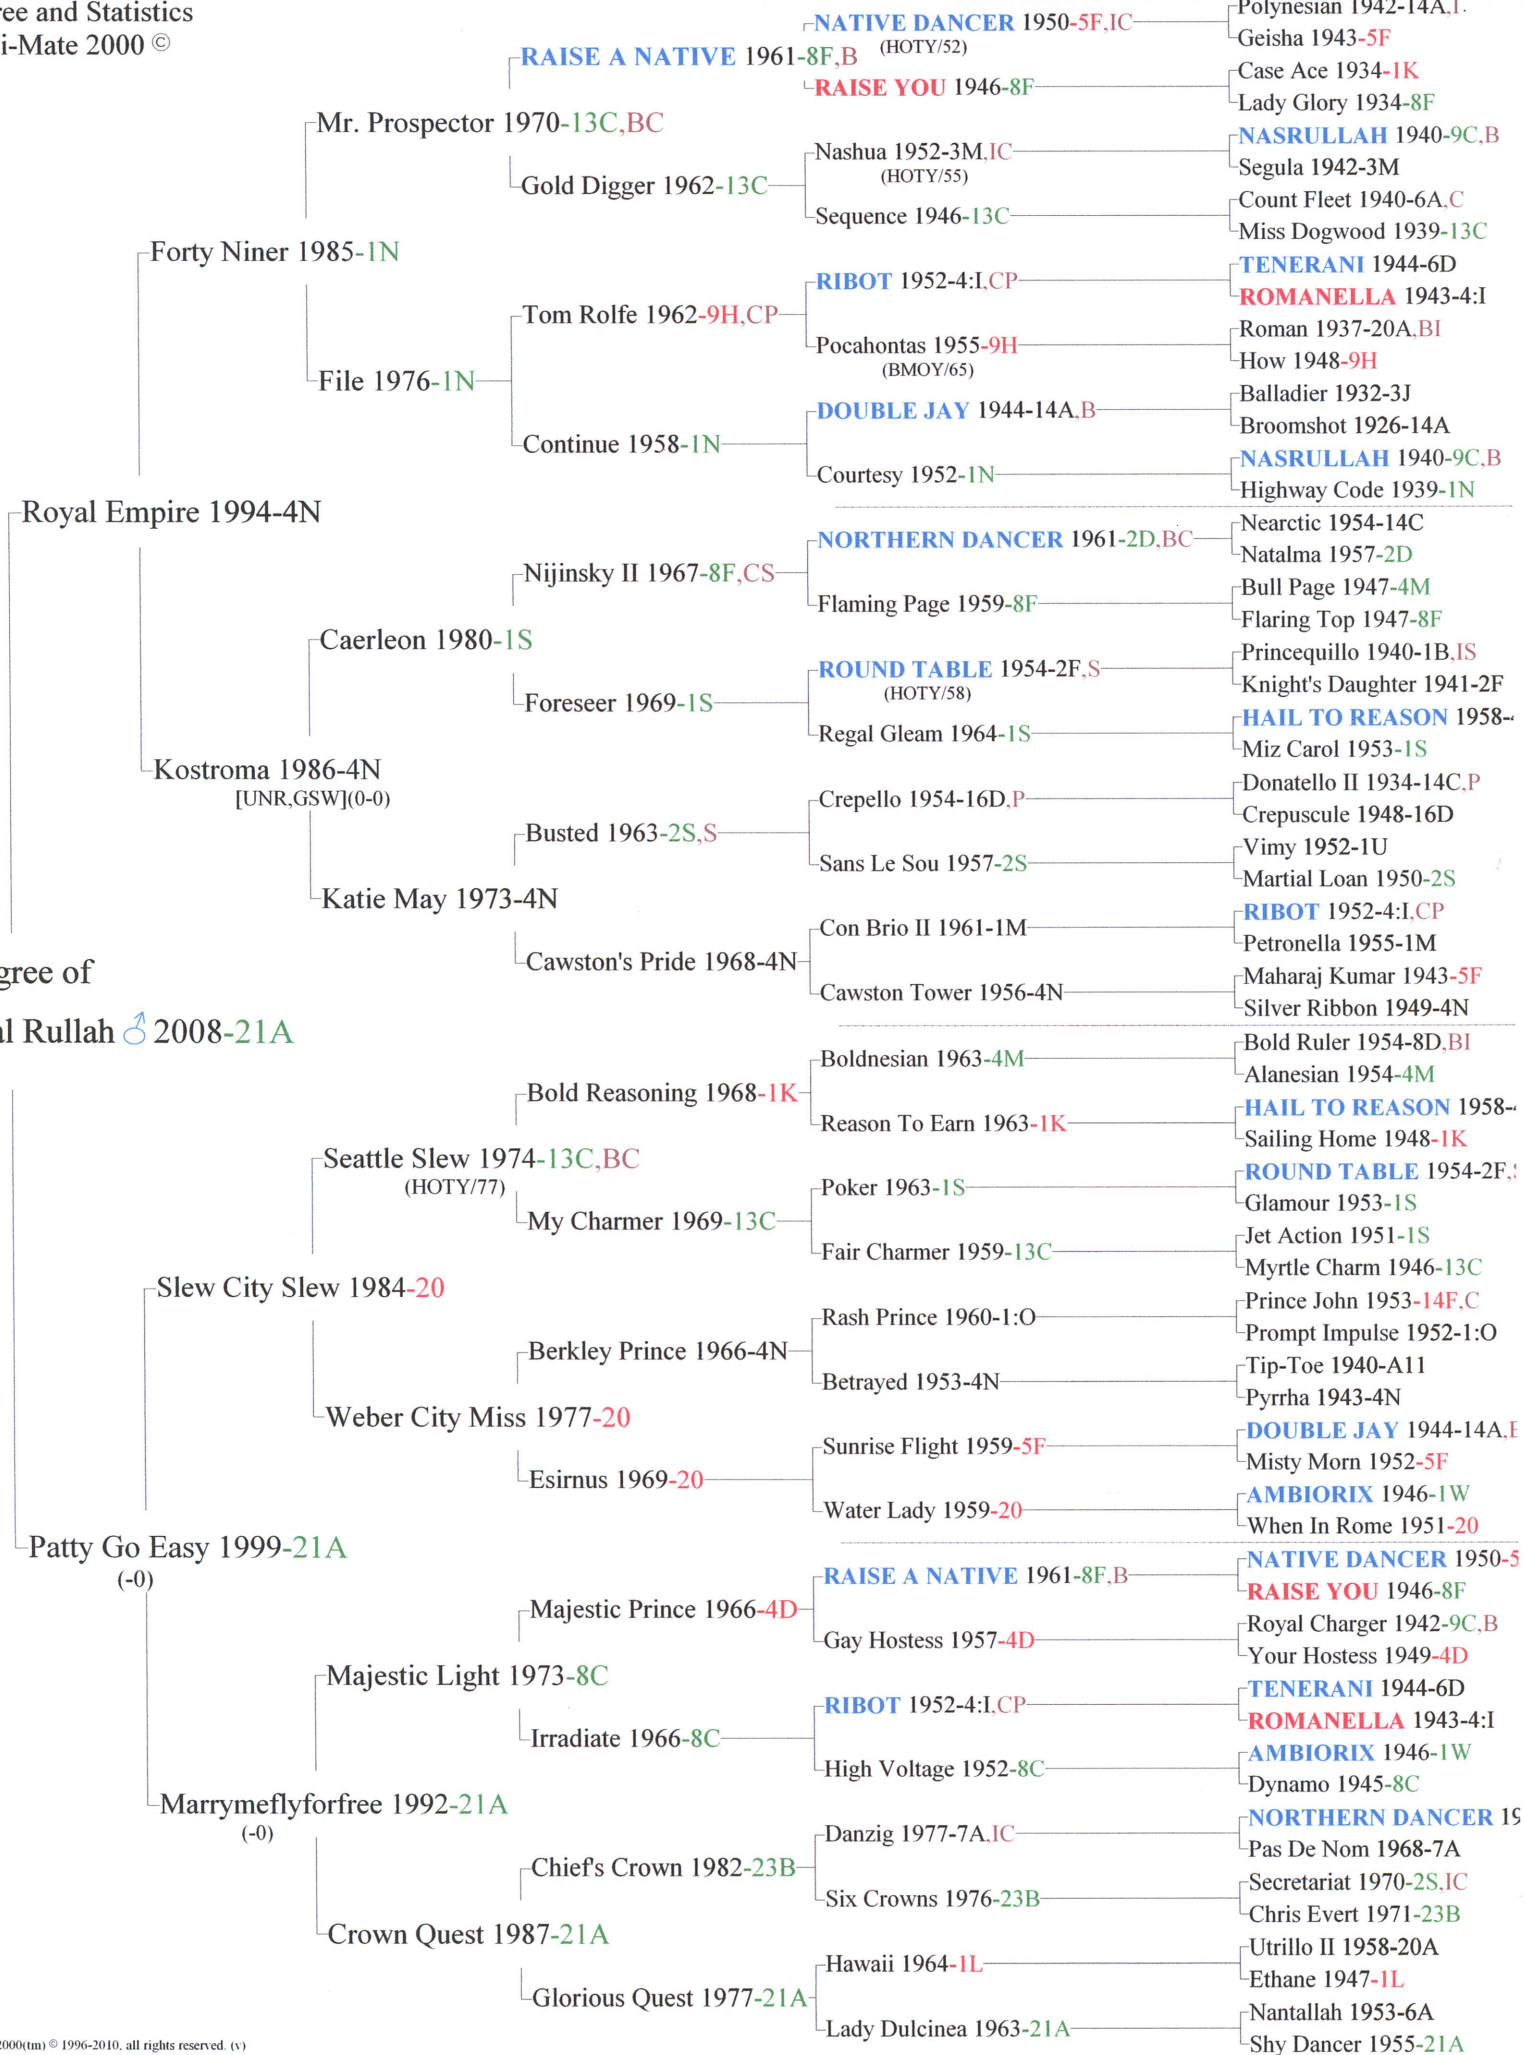 ree and Statistics
i-Mate 2000 ©
Polynesian 1942-14A,I.
NATIVE DANCER 1950-5F,IC
(HOTY/52)
Geisha 1943-5F
RAISE A NATIVE 1961-8F,B
Case Ace 1934-1K
RAISE YOU 1946-8F
Lady Glory 1934-8F
Mr. Prospector 1970-13C,BC
NASRULLAH 1940-9C,B
Nashua 1952-3M,IC
(HOTY/55)
Segula 1942-3M
Gold Digger 1962-13C
Count Fleet 1940-6A,C
Sequence 1946-13C
Miss Dogwood 1939-13C
Forty Niner 1985-1N
TENERANI 1944-6D
RIBOT 1952-4:I,CP
ROMANELLA 1943-4:I
Tom Rolfe 1962-9H,CP
Roman 1937-20A,BI
Pocahontas 1955-9H
(BMOY/65)
How 1948-9H
File 1976-1N
Balladier 1932-3J
DOUBLE JAY 1944-14A,B
Broomshot 1926-14A
Continue 1958-1N
NASRULLAH 1940-9C,B
Courtesy 1952-1N
Highway Code 1939-1N
Royal Empire 1994-4N
Nearctic 1954-14C
NORTHERN DANCER 1961-2D,BC
Natalma 1957-2D
Nijinsky II 1967-8F,CS
Bull Page 1947-4M
Flaming Page 1959-8F
Flaring Top 1947-8F
Caerleon 1980-1S
Princequillo 1940-1B,IS
ROUND TABLE 1954-2F,S
(HOTY/58)
Knight's Daughter 1941-2F
Foreseer 1969-1S
HAIL TO REASON 1958-
Regal Gleam 1964-1S
Miz Carol 1953-1S
Kostroma 1986-4N
[UNR,GSW](0-0)
Donatello II 1934-14C,P
Crepello 1954-16D,P
Crepuscule 1948-16D
Busted 1963-2S,S
Vimy 1952-1U
Sans Le Sou 1957-2S
Martial Loan 1950-2S
Katie May 1973-4N
RIBOT 1952-4:I,CP
Con Brio II 1961-1M
Petronella 1955-1M
Cawston's Pride 1968-4N
Maharaj Kumar 1943-5F
Cawston Tower 1956-4N
Silver Ribbon 1949-4N
gree of
al Rullah ♂ 2008-21A
Bold Ruler 1954-8D,BI
Boldnesian 1963-4M
Alanesian 1954-4M
Bold Reasoning 1968-1K
HAIL TO REASON 1958-
Reason To Earn 1963-1K
Sailing Home 1948-1K
Seattle Slew 1974-13C,BC
(HOTY/77)
ROUND TABLE 1954-2F,
Poker 1963-1S
Glamour 1953-1S
My Charmer 1969-13C
Jet Action 1951-1S
Fair Charmer 1959-13C
Myrtle Charm 1946-13C
Slew City Slew 1984-20
Prince John 1953-14F,C
Rash Prince 1960-1:O
Prompt Impulse 1952-1:O
Berkley Prince 1966-4N
Tip-Toe 1940-A11
Betrayed 1953-4N
Pyrrha 1943-4N
Weber City Miss 1977-20
DOUBLE JAY 1944-14A,
Sunrise Flight 1959-5F
Misty Morn 1952-5F
Esirnus 1969-20
AMBIORIX 1946-1W
Water Lady 1959-20
When In Rome 1951-20
Patty Go Easy 1999-21A
(-0)
NATIVE DANCER 1950-5
RAISE A NATIVE 1961-8F,B
RAISE YOU 1946-8F
Majestic Prince 1966-4D
Royal Charger 1942-9C,B
Gay Hostess 1957-4D
Your Hostess 1949-4D
Majestic Light 1973-8C
TENERANI 1944-6D
RIBOT 1952-4:I,CP
ROMANELLA 1943-4:I
Irradiate 1966-8C
AMBIORIX 1946-1W
High Voltage 1952-8C
Dynamo 1945-8C
Marrymeflyforfree 1992-21A
(-0)
NORTHERN DANCER 19
Danzig 1977-7A,IC
Pas De Nom 1968-7A
Chief's Crown 1982-23B
Secretariat 1970-2S,IC
Six Crowns 1976-23B
Chris Evert 1971-23B
Crown Quest 1987-21A
Utrillo II 1958-20A
Hawaii 1964-1L
Ethane 1947-1L
Glorious Quest 1977-21A
Nantallah 1953-6A
Lady Dulcinea 1963-21A
Shy Dancer 1955-21A
2000(tm) © 1996-2010, all rights reserved. (v)